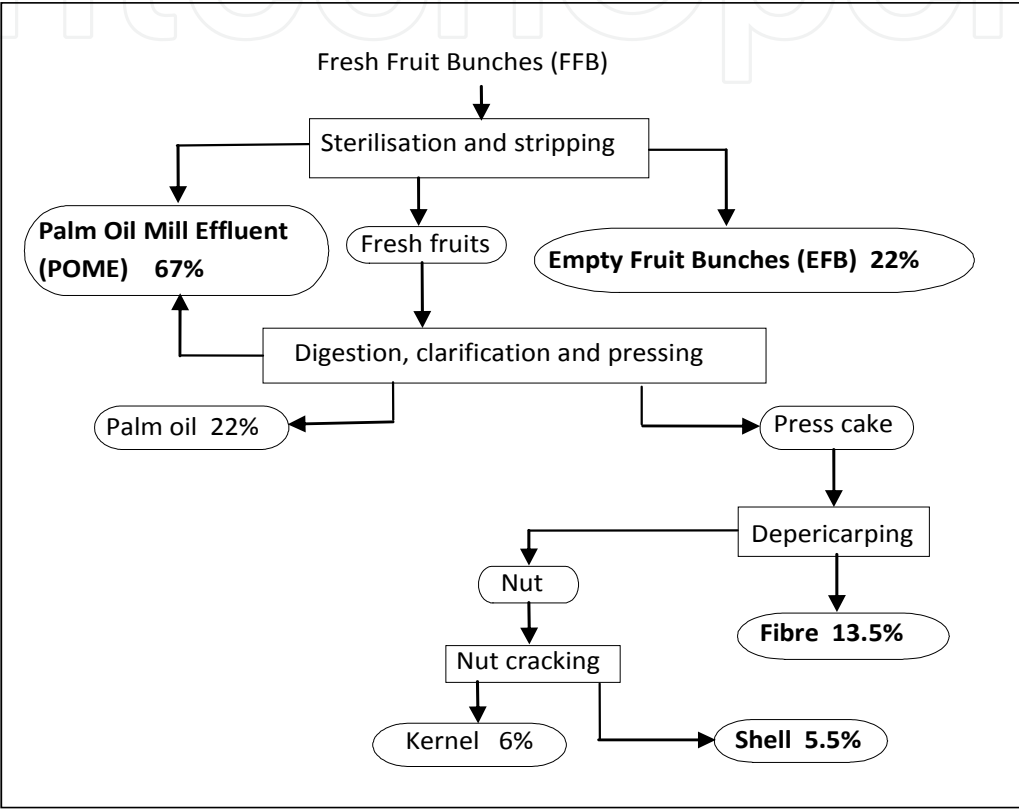 Fresh Fruit Bunches (FFB)
Sterilisation and stripping
Palm Oil Mill Effluent
(POME) 67%
Fresh fruits
Empty Fruit Bunches (EFB) 22%
Digestion, clarification and pressing
Palm oil 22%
Press cake
Depericarping
Nut
Fibre 13.5%
Nut cracking
Kernel 6%
Shell 5.5%